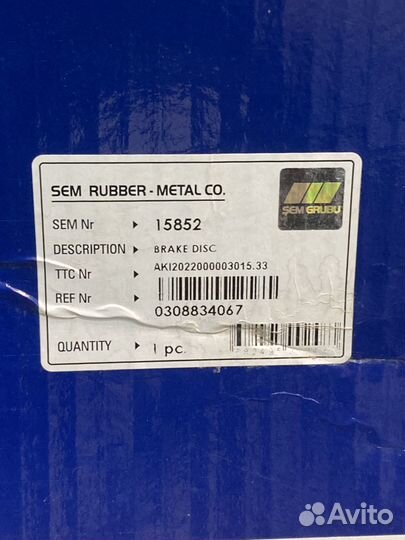 SEM RUBBER - METAL CO.
SEM GRUBU
SEM Nr 15852
DESCRIPTION BRAKE DISC
TTC Nr AKI2022000003015.33
REF Nr 0308834067
QUANTITY 1 pc.
Avito